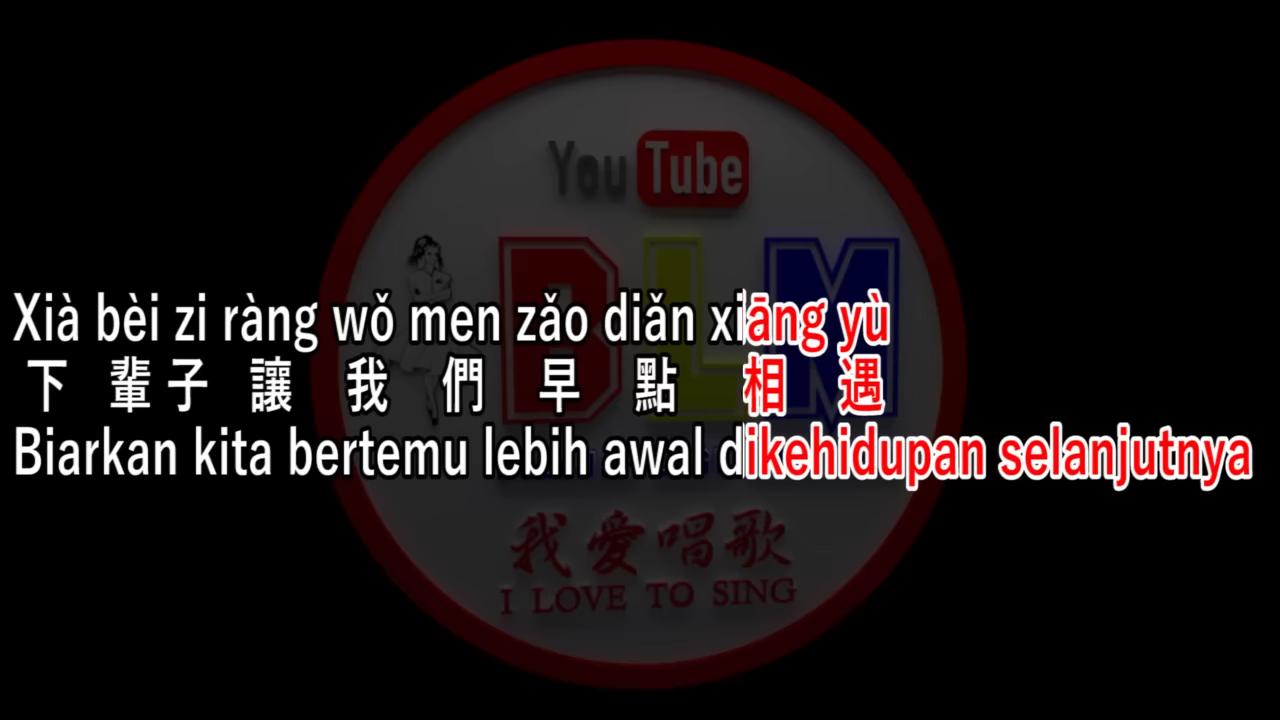 YouTube
BLM
Xià bèi zi ràng wǒ men zǎo diǎn xiāng yù
下 輩 子 讓 我 們 早 點 相 遇
Biarkan kita bertemu lebih awal dikehidupan selanjutnya
我愛唱歌
I LOVE TO SING